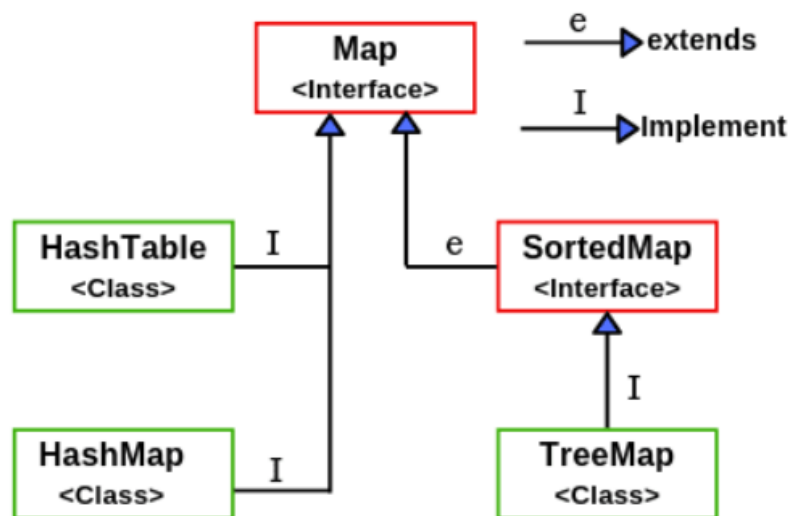 Map
<Interface>
e
extends
I
Implement
HashTable
<Class>
I
e
SortedMap
<Interface>
I
HashMap
<Class>
I
TreeMap
<Class>